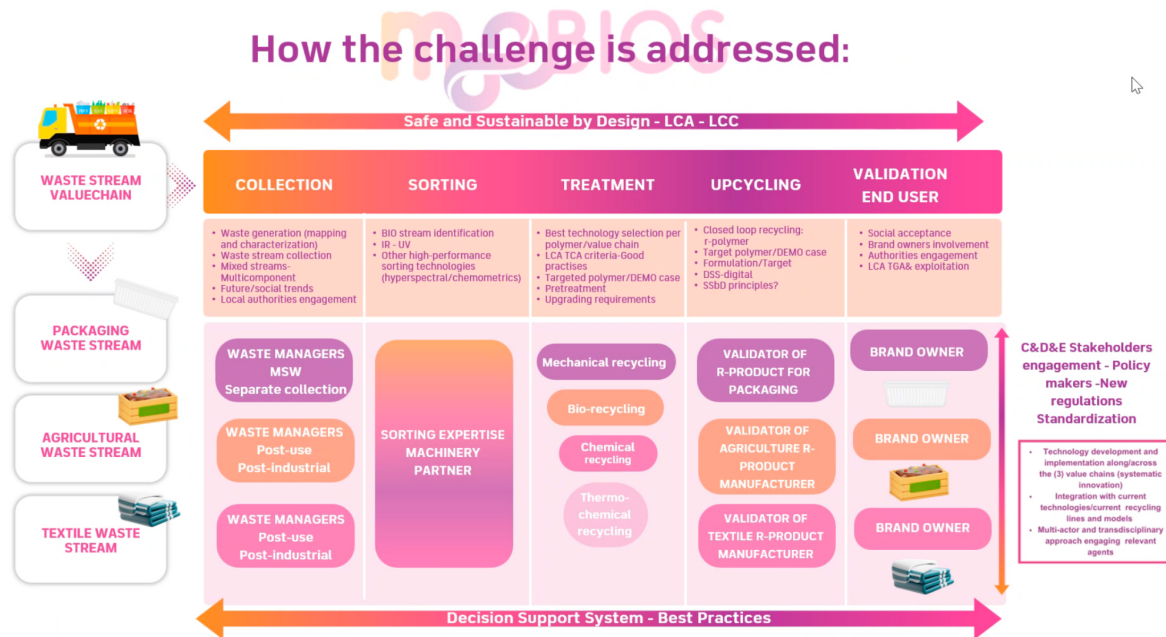 moBIOS
How the challenge is addressed:
Safe and Sustainable by Design - LCA - LCC
WASTE STREAM
VALUECHAIN
COLLECTION
SORTING
TREATMENT
UPCYCLING
VALIDATION
END USER
• Waste generation (mapping
and characterization)
• Waste stream collection
• Mixed streams-
Multicomponent
• Future/social trends
• Local authorities engagement
• BIO stream identification
• IR - UV
• Other high-performance
sorting technologies
(hyperspectral/chemometrics)
• Best technology selection per
polymer/value chain
• LCA TCA criteria-Good
practises
• Targeted polymer/DEMO case
• Pretreatment
• Upgrading requirements
• Closed loop recycling:
r-polymer
• Target polymer/DEMO case
• Formulation/Target
• DSS-digital
• SSbD principles?
• Social acceptance
• Brand owners involvement
• Authorities engagement
• LCA TGA& exploitation
PACKAGING
WASTE STREAM
AGRICULTURAL
WASTE STREAM
TEXTILE WASTE
STREAM
WASTE MANAGERS
MSW
Separate collection
WASTE MANAGERS
Post-use
Post-industrial
WASTE MANAGERS
Post-use
Post-industrial
SORTING EXPERTISE
MACHINERY
PARTNER
Mechanical recycling
Bio-recycling
Chemical
recycling
Thermo-
chemical
recycling
VALIDATOR OF
R-PRODUCT FOR
PACKAGING
VALIDATOR OF
AGRICULTURE R-
PRODUCT
MANUFACTURER
VALIDATOR OF
TEXTILE R-PRODUCT
MANUFACTURER
BRAND OWNER
BRAND OWNER
BRAND OWNER
C&D&E Stakeholders
engagement - Policy
makers -New
regulations
Standardization
• Technology development and
implementation along/across
the (3) value chains (systematic
innovation)
• Integration with current
technologies/current recycling
lines and models
• Multi-actor and transdisciplinary
approach engaging relevant
agents
Decision Support System - Best Practices